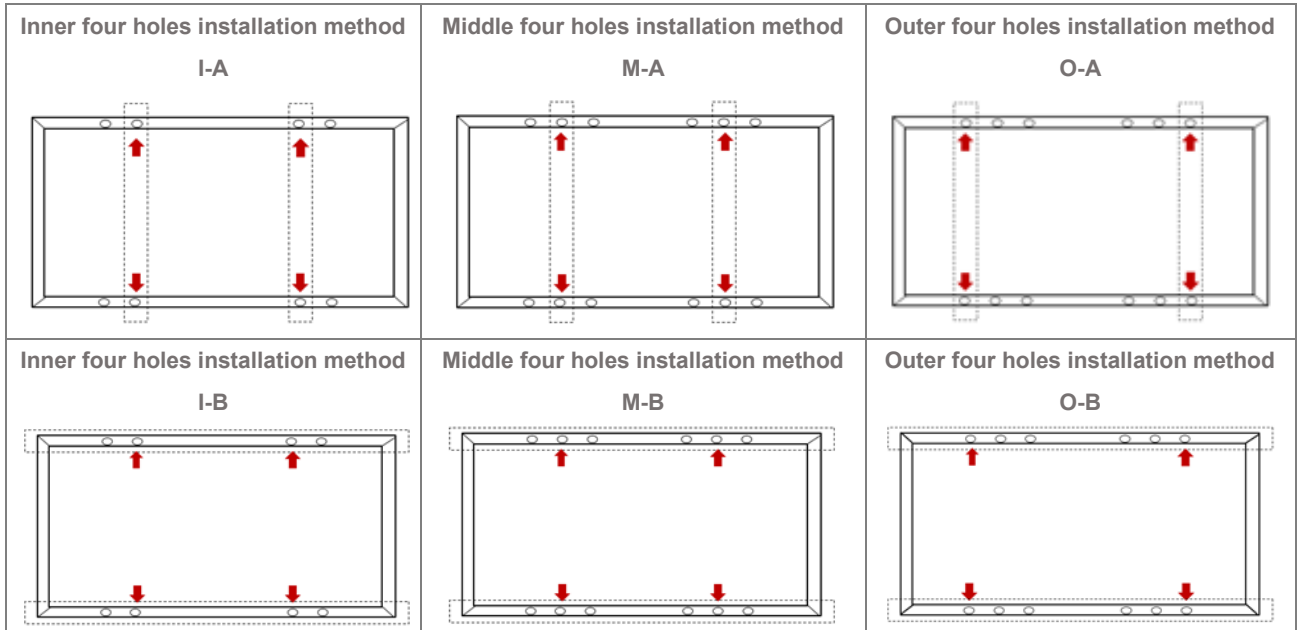 Inner four holes installation method
I-A
Middle four holes installation method
M-A
Outer four holes installation method
O-A
Inner four holes installation method
I-B
Middle four holes installation method
M-B
Outer four holes installation method
O-B